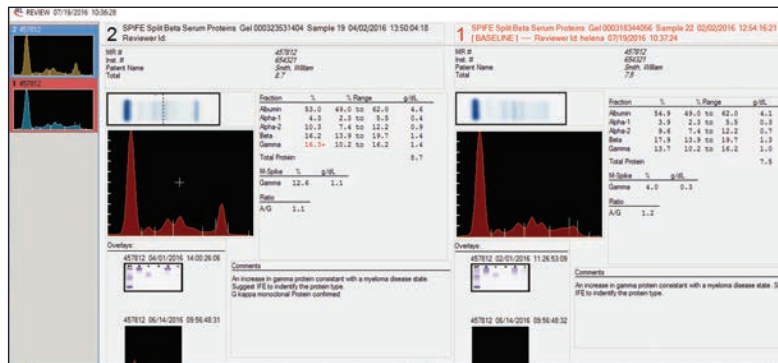 REVIEW 07/19/2016 10:36:28
2 457812
1 457812
2 SPIFE Split Beta Serum Proteins Gel 000323531404 Sample 19 04/02/2016 13:50:04:18
Reviewer Id:
MR # 457812
Inst. # 654321
Patient Name Smith, William
Total 8.7
Fraction % % Range g/dL
Albumin 53.0 49.0 to 62.0 4.6
Alpha-1 4.3 2.3 to 5.5 0.4
Alpha-2 10.3 7.4 to 12.2 0.9
Beta 16.2 13.9 to 19.7 1.4
Gamma 16.3+ 10.2 to 16.2 1.4
Total Protein 8.7
M-Spike % g/dL
Gamma 12.6 1.1
Ratio
A/G 1.1
Overlays:
457812 04/01/2016 14:00:26:06
457812 06/14/2016 09:56:48:31
Comments
An increase in gamma protein consistant with a myeloma disease state.
Suggest IFE to indentify the protein type.
G kappa monoclonal Protein confirmed
1 SPIFE Split Beta Serum Proteins Gel 000318344056 Sample 22 02/02/2016 12:54:16:21
[ BASELINE ] --- Reviewer Id: helena 07/19/2016 10:37:24
MR # 457812
Inst. # 654321
Patient Name Smith, William
Total
Fraction % % Range g/dL
Albumin 54.9 49.0 to 62.0 4.1
Alpha-1 3.9 2.3 to 5.5 0.3
Alpha-2 9.6 7.4 to 12.2 0.7
Beta 17.9 13.9 to 19.7 1.3
Gamma 13.7 10.2 to 16.2 1.0
Total Protein 7.5
M-Spike % g/dL
Gamma 4.0 0.3
Ratio
A/G 1.2
Overlays:
457812 02/01/2016 11:26:53:09
457812 06/14/2016 09:56:48:32
Comments
An increase in gamma protein consistant with a myeloma disease state. S
IFE to indentify the protein type.